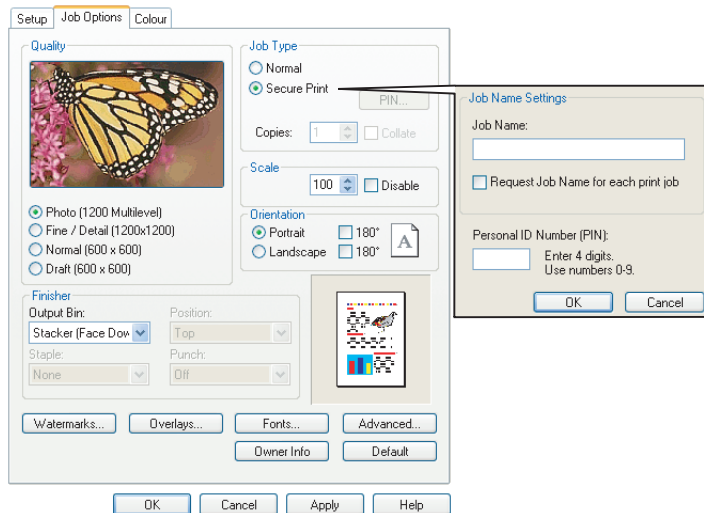 Setup
Job Options
Colour
Quality
Photo (1200 Multilevel)
Fine / Detail (1200x1200)
Normal (600 x 600)
Draft (600 x 600)
Job Type
Normal
Secure Print
PIN...
Copies: 1 Collate
Scale
100 Disable
Orientation
Portrait 180°
Landscape 180°
A
Finisher
Output Bin: Position:
Stacker (Face Dow Top
Staple: Punch:
None Off
Watermarks... Overlays... Fonts... Advanced...
Owner Info Default
OK Cancel Apply Help
Job Name Settings
Job Name:
Request Job Name for each print job
Personal ID Number (PIN):
Enter 4 digits.
Use numbers 0-9.
OK Cancel